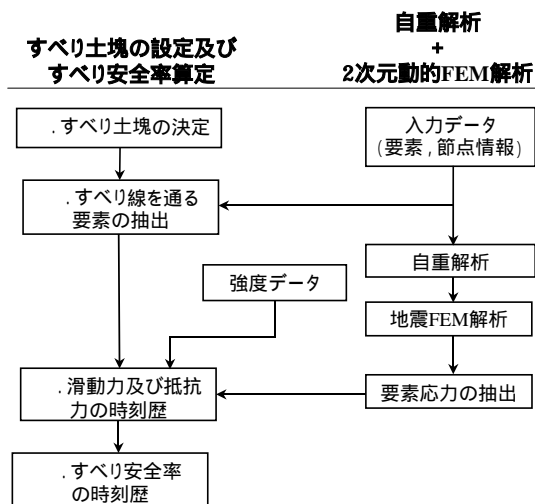 すべり土塊の設定及び
すべり安全率算定
自重解析
+
2次元動的FEM解析
.すべり土塊の決定
入力データ
(要素,節点情報)
.すべり線を通る
要素の抽出
自重解析
強度データ
地震FEM解析
.滑動力及び抵抗
力の時刻歴
要素応力の抽出
.すべり安全率
の時刻歴